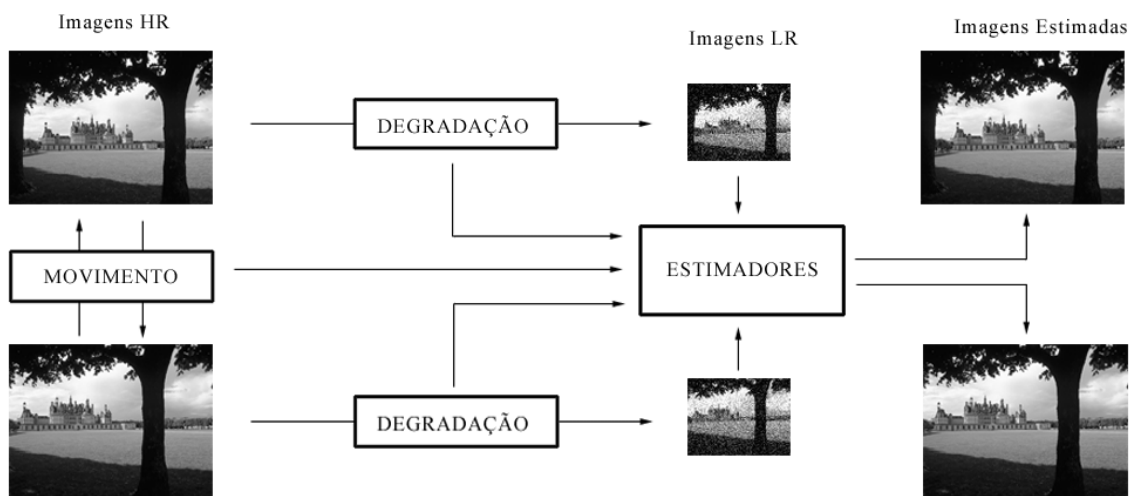 Imagens HR
Imagens LR
Imagens Estimadas
DEGRADAÇÃO
MOVIMENTO
ESTIMADORES
DEGRADAÇÃO